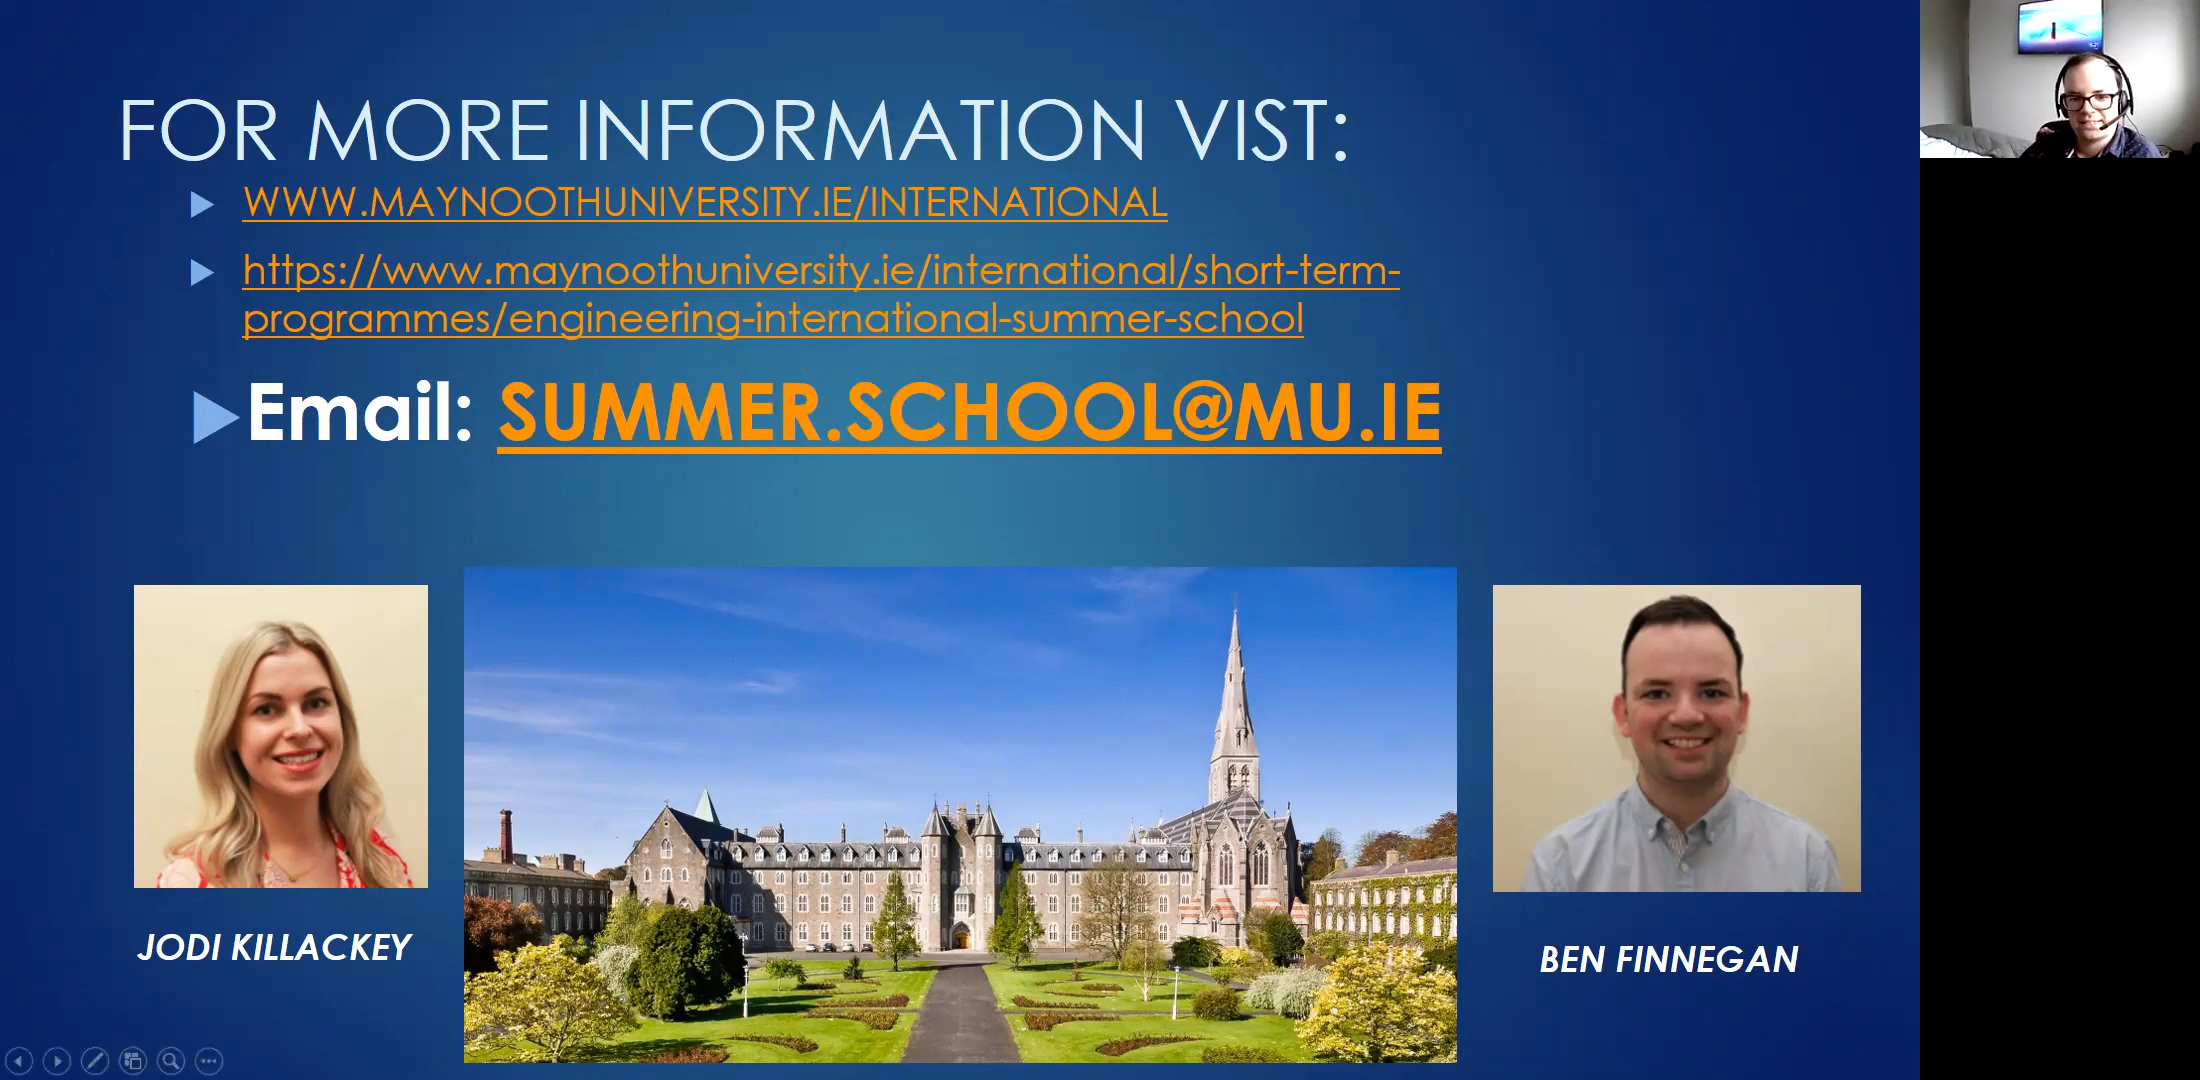 FOR MORE INFORMATION VIST:
WWW.MAYNOOTHUNIVERSITY.IE/INTERNATIONAL
https://www.maynoothuniversity.ie/international/short-term-
programmes/engineering-international-summer-school
Email: SUMMER.SCHOOL@MU.IE
JODI KILLACKEY
BEN FINNEGAN